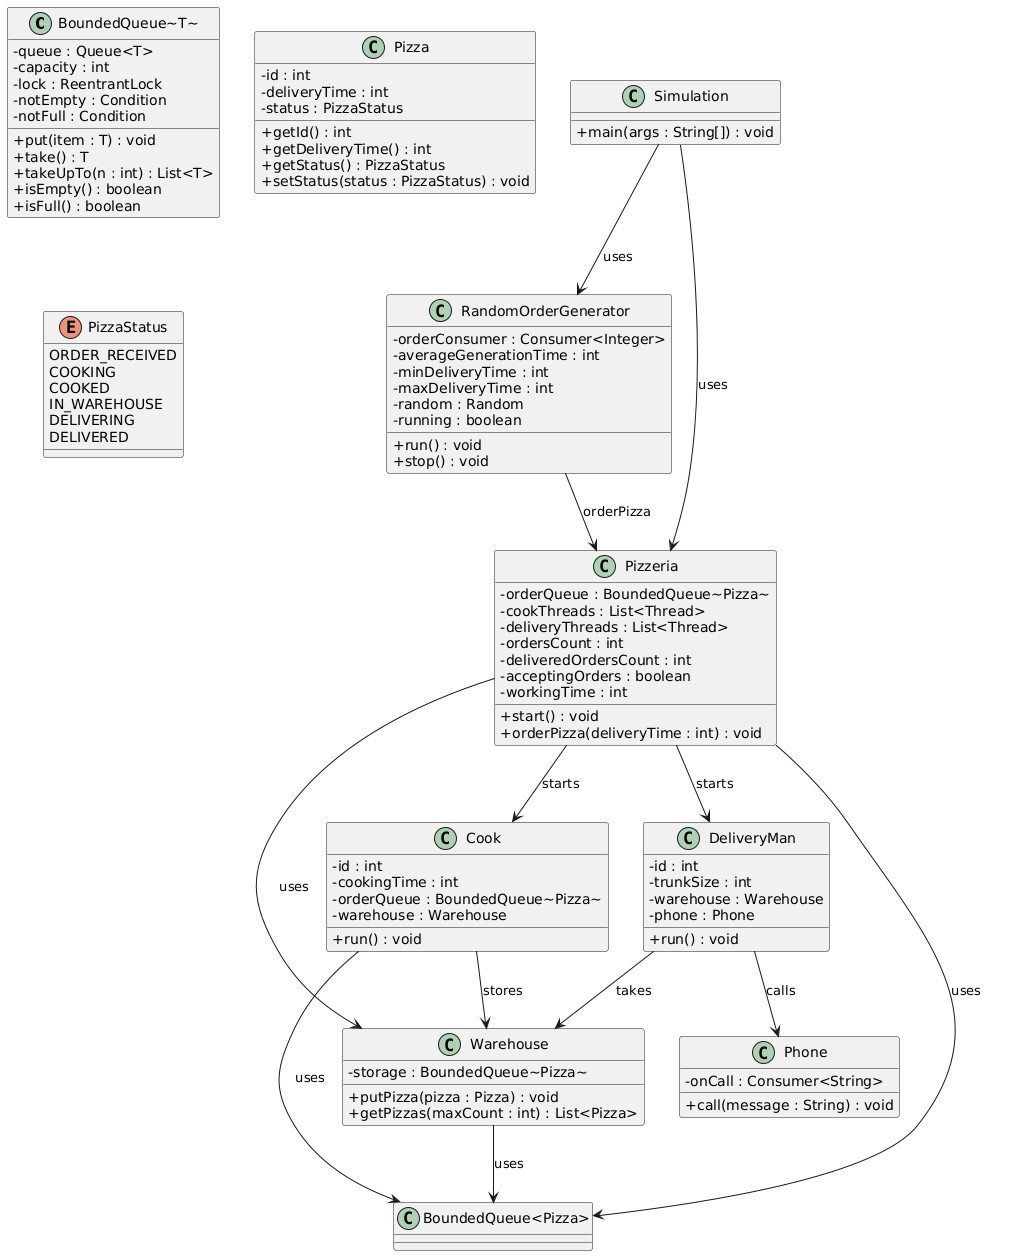 C BoundedQueue~T~
-queue : Queue<T>
-capacity : int
-lock : ReentrantLock
-notEmpty : Condition
-notFull : Condition
+put(item : T) : void
+take() : T
+takeUpTo(n : int) : List<T>
+isEmpty() : boolean
+isFull() : boolean
C Pizza
-id : int
-deliveryTime : int
-status : PizzaStatus
+getId() : int
+getDeliveryTime() : int
+getStatus() : PizzaStatus
+setStatus(status : PizzaStatus) : void
C Simulation
+main(args : String[]) : void
uses
uses
E PizzaStatus
ORDER_RECEIVED
COOKING
COOKED
IN_WAREHOUSE
DELIVERING
DELIVERED
C RandomOrderGenerator
-orderConsumer : Consumer<Integer>
-averageGenerationTime : int
-minDeliveryTime : int
-maxDeliveryTime : int
-random : Random
-running : boolean
+run() : void
+stop() : void
orderPizza
C Pizzeria
-orderQueue : BoundedQueue~Pizza~
-cookThreads : List<Thread>
-deliveryThreads : List<Thread>
-ordersCount : int
-deliveredOrdersCount : int
-acceptingOrders : boolean
-workingTime : int
+start() : void
+orderPizza(deliveryTime : int) : void
starts
starts
uses
C Cook
-id : int
-cookingTime : int
-orderQueue : BoundedQueue~Pizza~
-warehouse : Warehouse
+run() : void
C DeliveryMan
-id : int
-trunkSize : int
-warehouse : Warehouse
-phone : Phone
+run() : void
stores
takes
calls
uses
uses
C Warehouse
-storage : BoundedQueue~Pizza~
+putPizza(pizza : Pizza) : void
+getPizzas(maxCount : int) : List<Pizza>
C Phone
-onCall : Consumer<String>
+call(message : String) : void
uses
C BoundedQueue<Pizza>